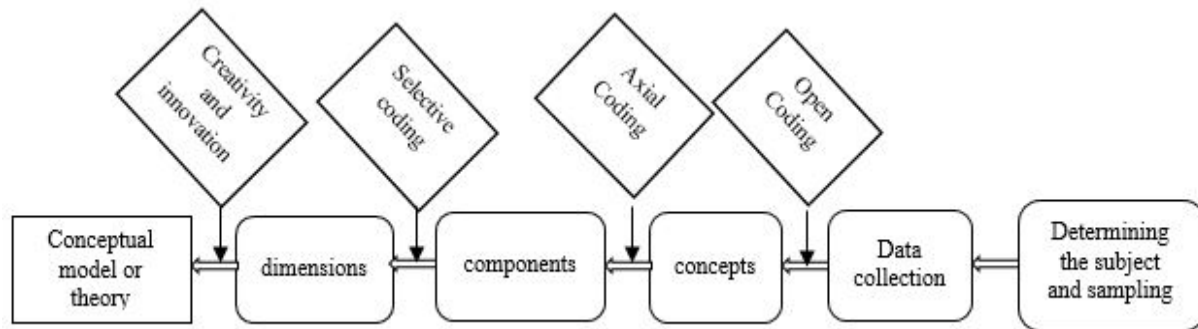 Creativity
and
innovation
Selective
coding
Axial
Coding
Open
Coding
Conceptual
model or
theory
dimensions
components
concepts
Data
collection
Determining
the subject
and sampling